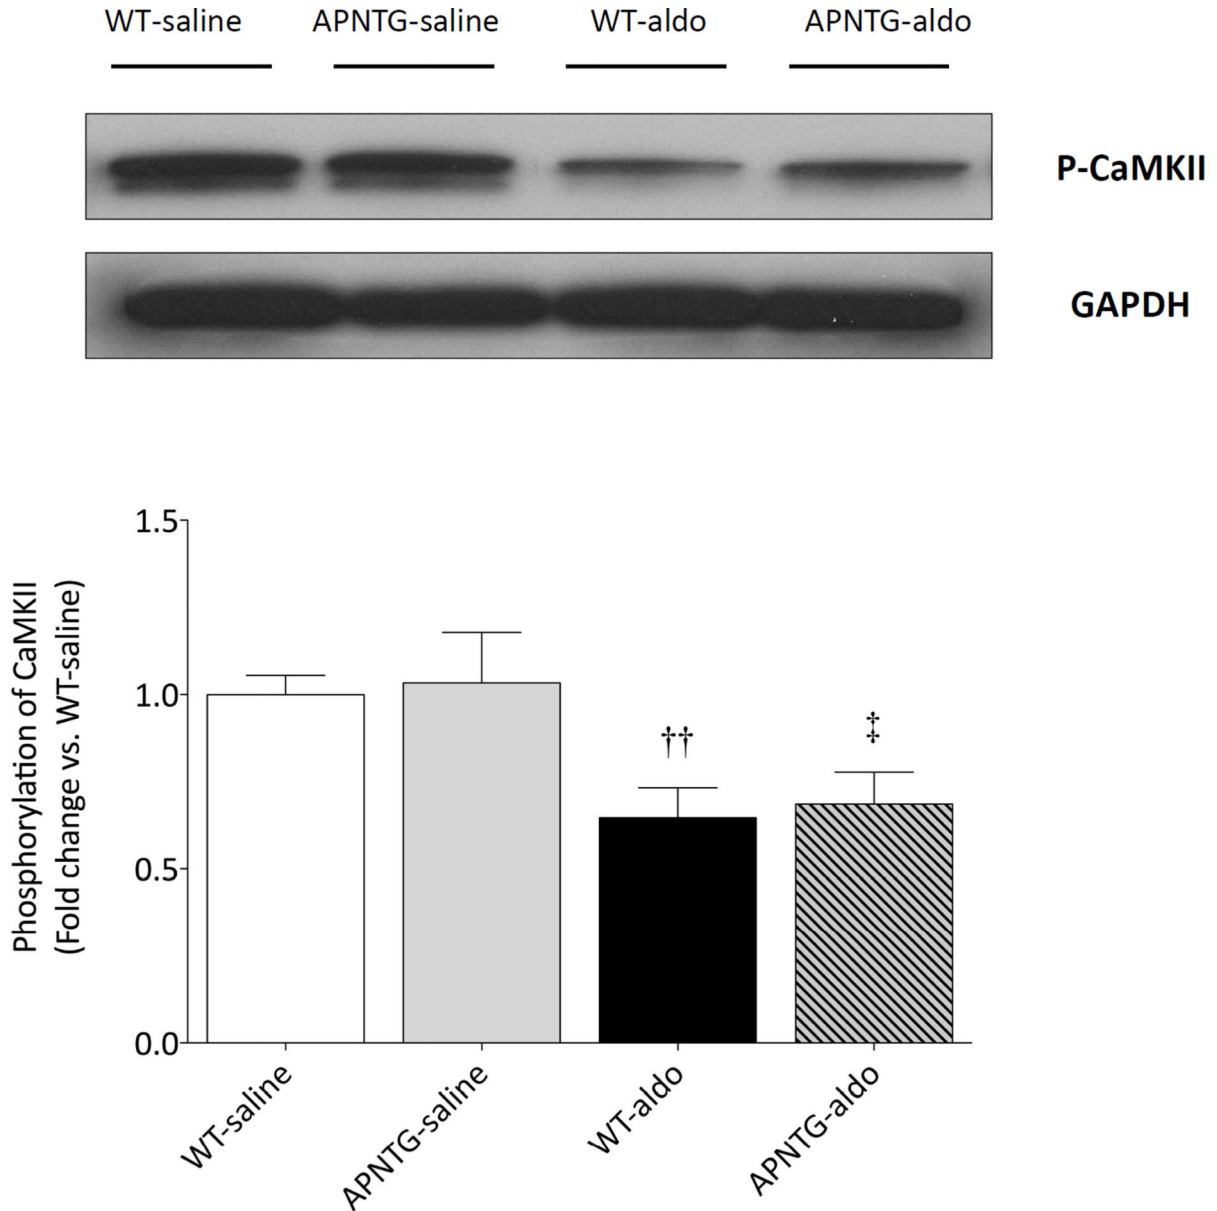 WT-saline APNTG-saline WT-aldo APNTG-aldo
P-CaMKII
GAPDH
Phosphorylation of CaMKII
(Fold change vs. WT-saline)
1.5
1.0
0.5
0.0
††
‡
WT-saline
APNTG-saline
WT-aldo
APNTG-aldo